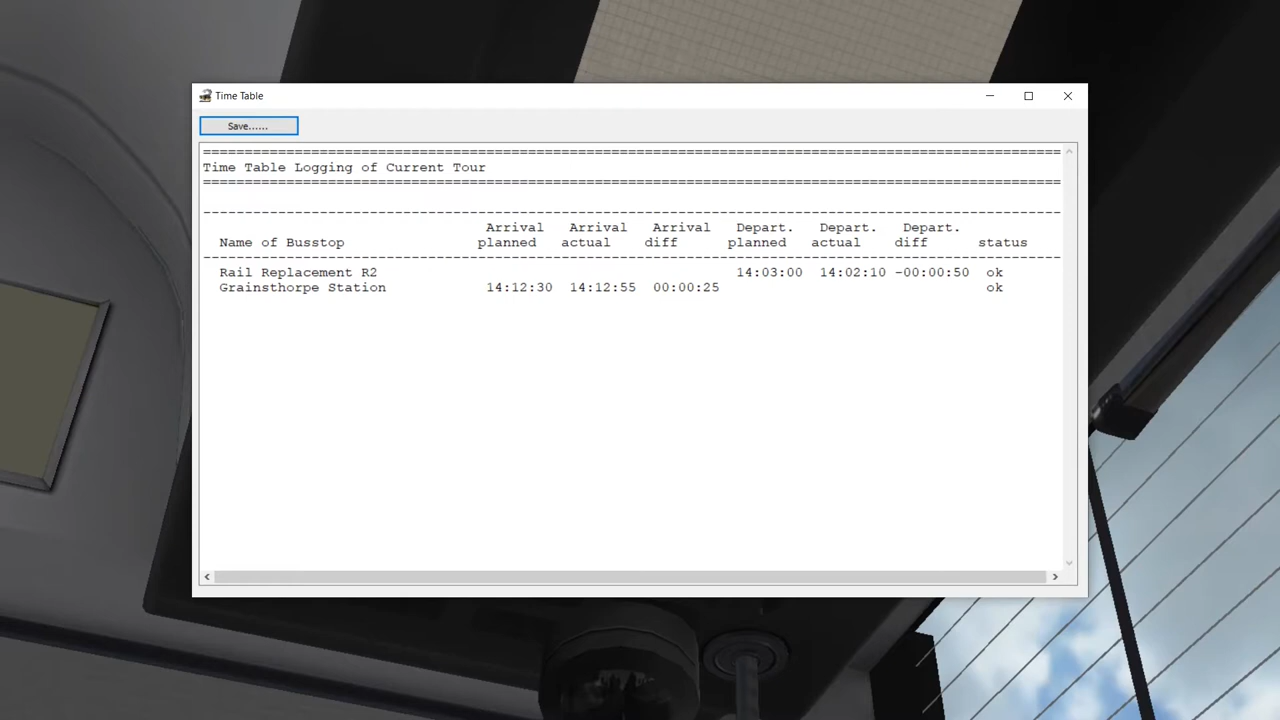 Time Table
Save......
================================================================================
Time Table Logging of Current Tour
================================================================================
--------------------------------------------------------------------------------
Arrival Arrival Arrival Depart. Depart. Depart.
Name of Busstop planned actual diff planned actual diff status
--------------------------------------------------------------------------------
Rail Replacement R2 14:03:00 14:02:10 -00:00:50 ok
Grainsthorpe Station 14:12:30 14:12:55 00:00:25 ok